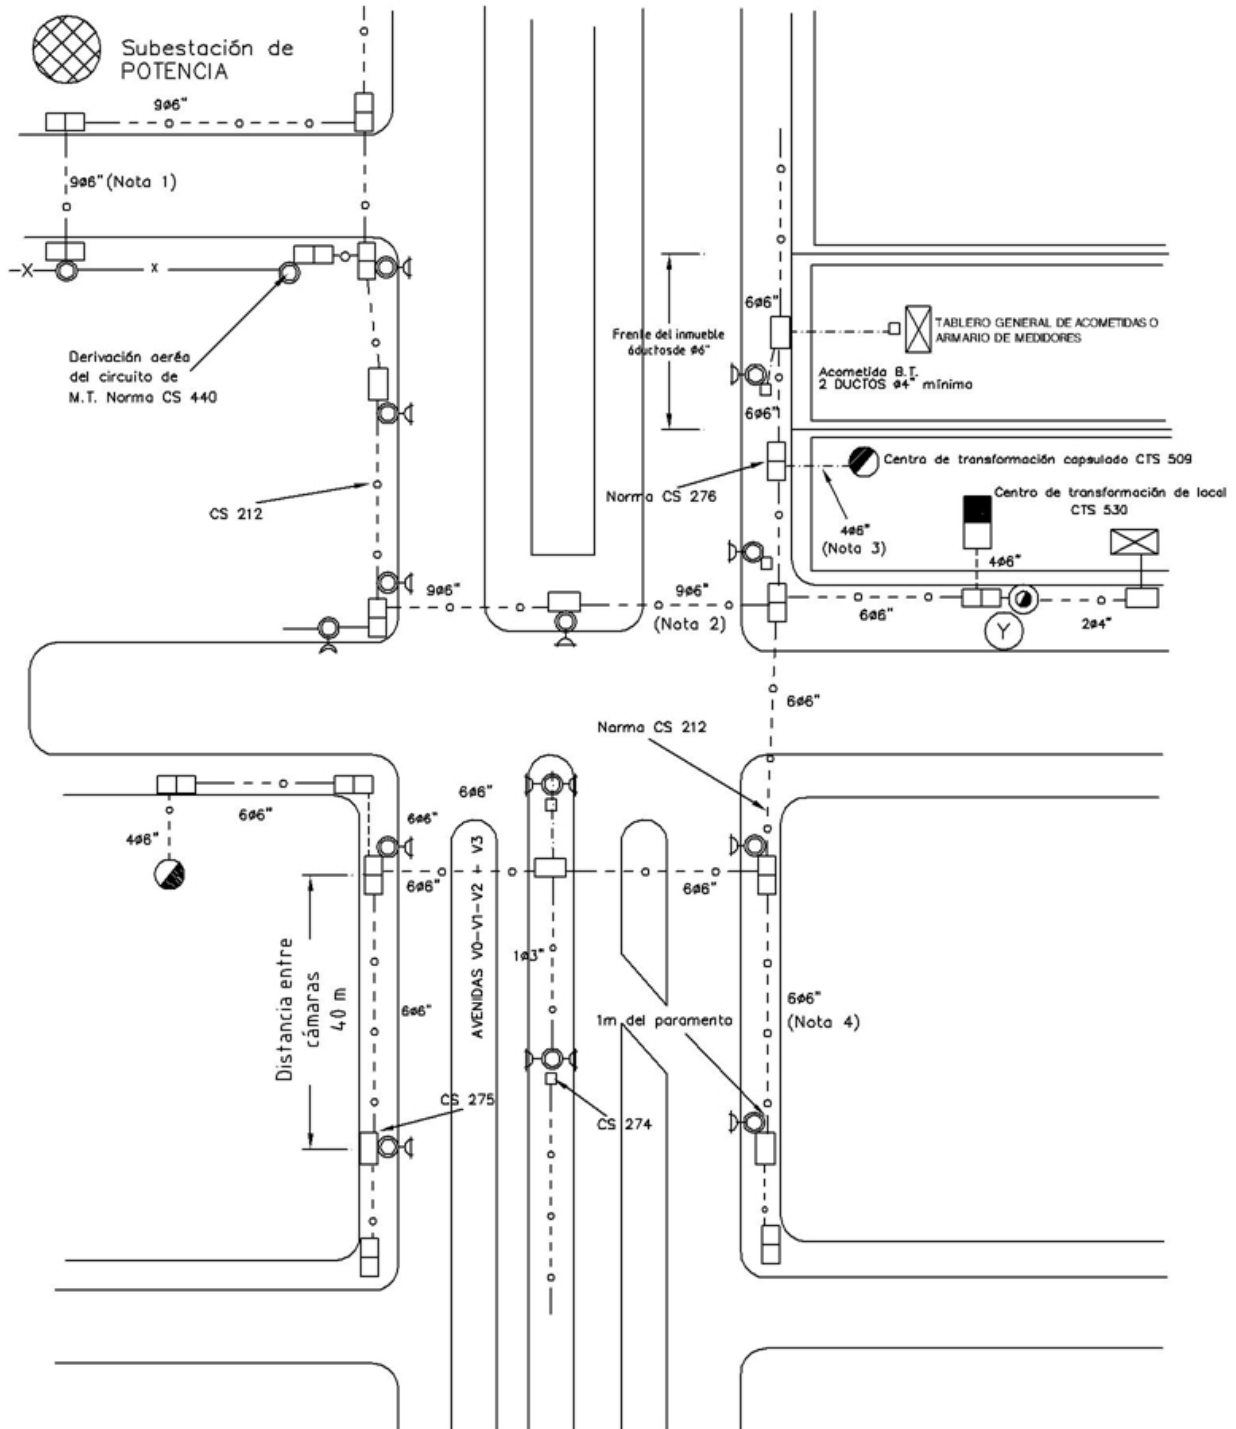 Subestación de
POTENCIA
9ø6"
9ø6" (Nota 1)
X
X
Derivación aeréa
del circuito de
M.T. Norma CS 440
CS 212
6ø6"
Frente del inmueble
6ductosde ø6"
TABLERO GENERAL DE ACOMETIDAS O
ARMARIO DE MEDIDORES
Acometida B.T.
2 DUCTOS ø4" mínima
6ø6"
Norma CS 276
Centro de transformación capsulado CTS 509
Centro de transformación de local
CTS 530
4ø6"
(Nota 3)
4ø6"
9ø6"
9ø6"
(Nota 2)
6ø6"
2ø4"
Y
6ø6"
Norma CS 212
6ø6"
4ø6"
6ø6"
6ø6"
6ø6"
6ø6"
AVENIDAS V0-V1-V2 - V3
Distancia entre
cámaras
40 m
6ø6"
1ø3"
1m del paramento
6ø6"
(Nota 4)
CS 275
CS 274